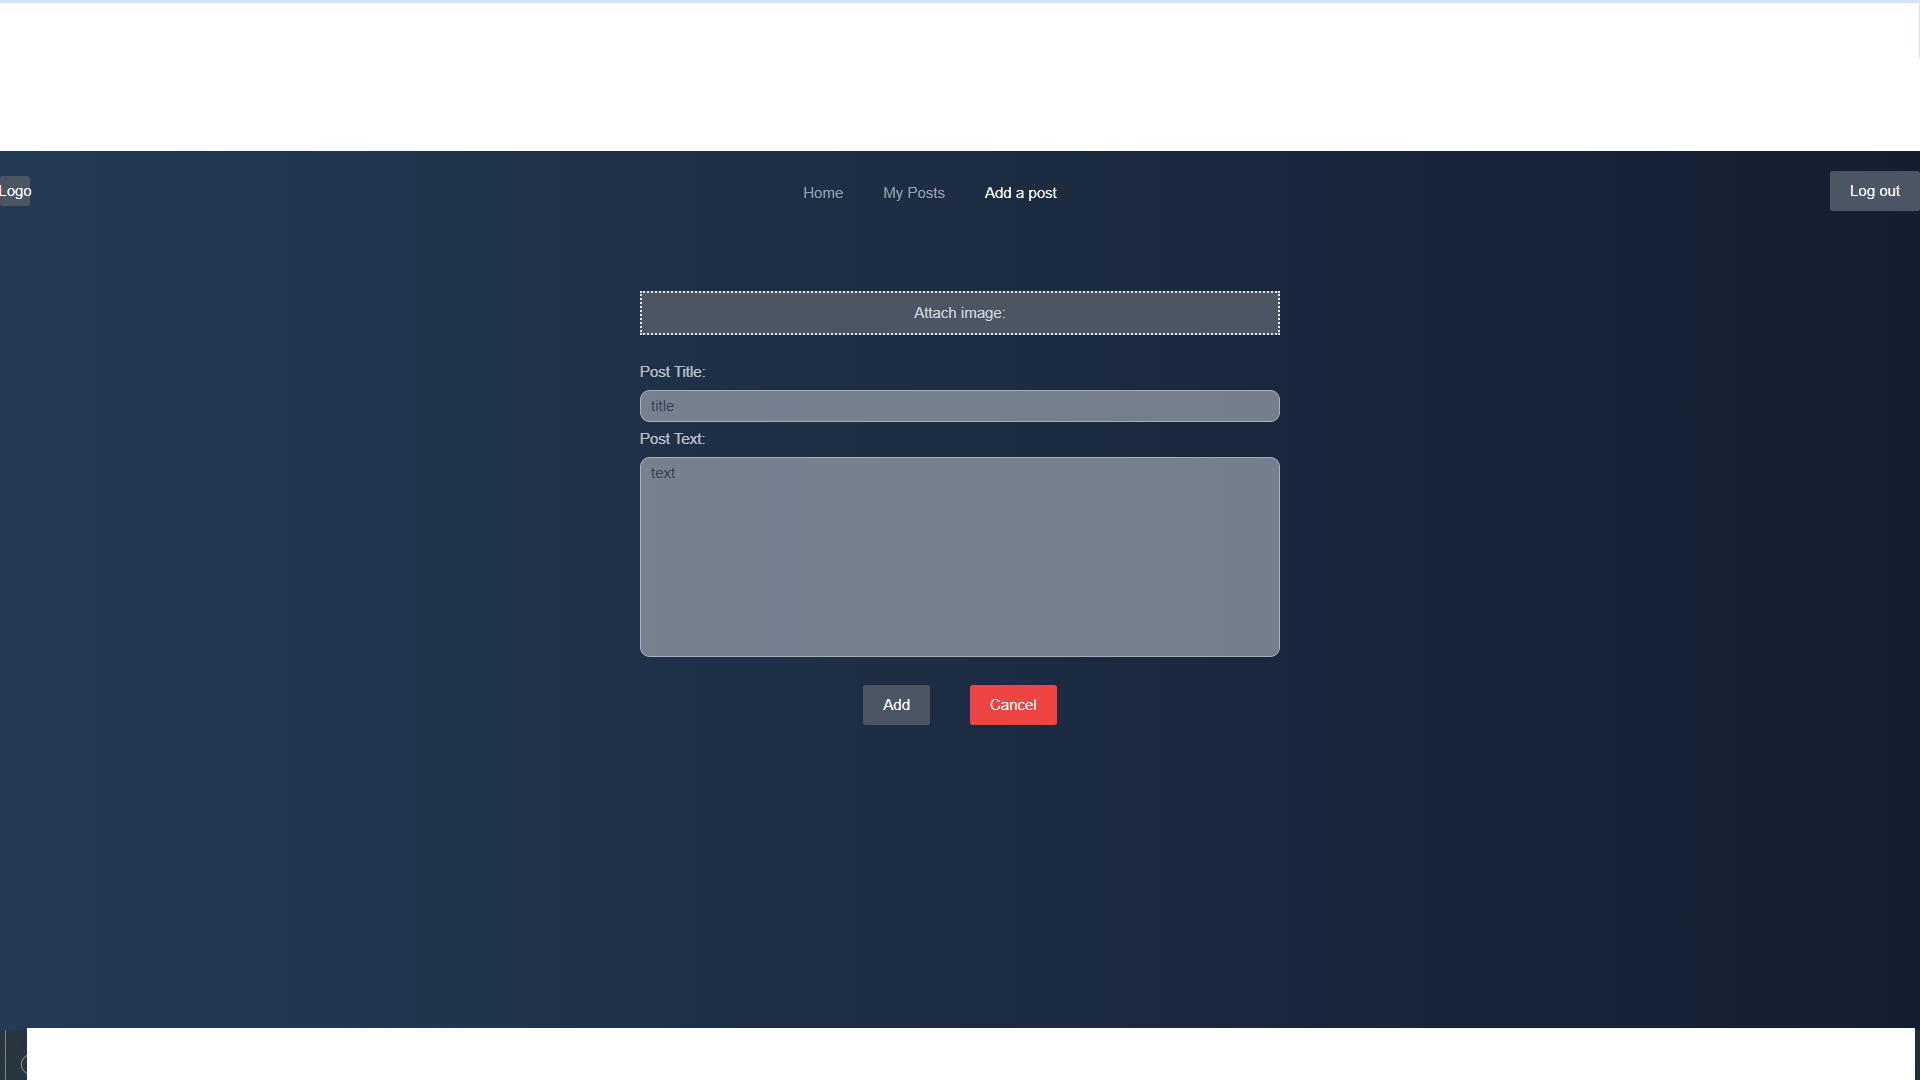 Logo
Home
My Posts
Add a post
Log out
Attach image:
Post Title:
title
Post Text:
text
Add
Cancel